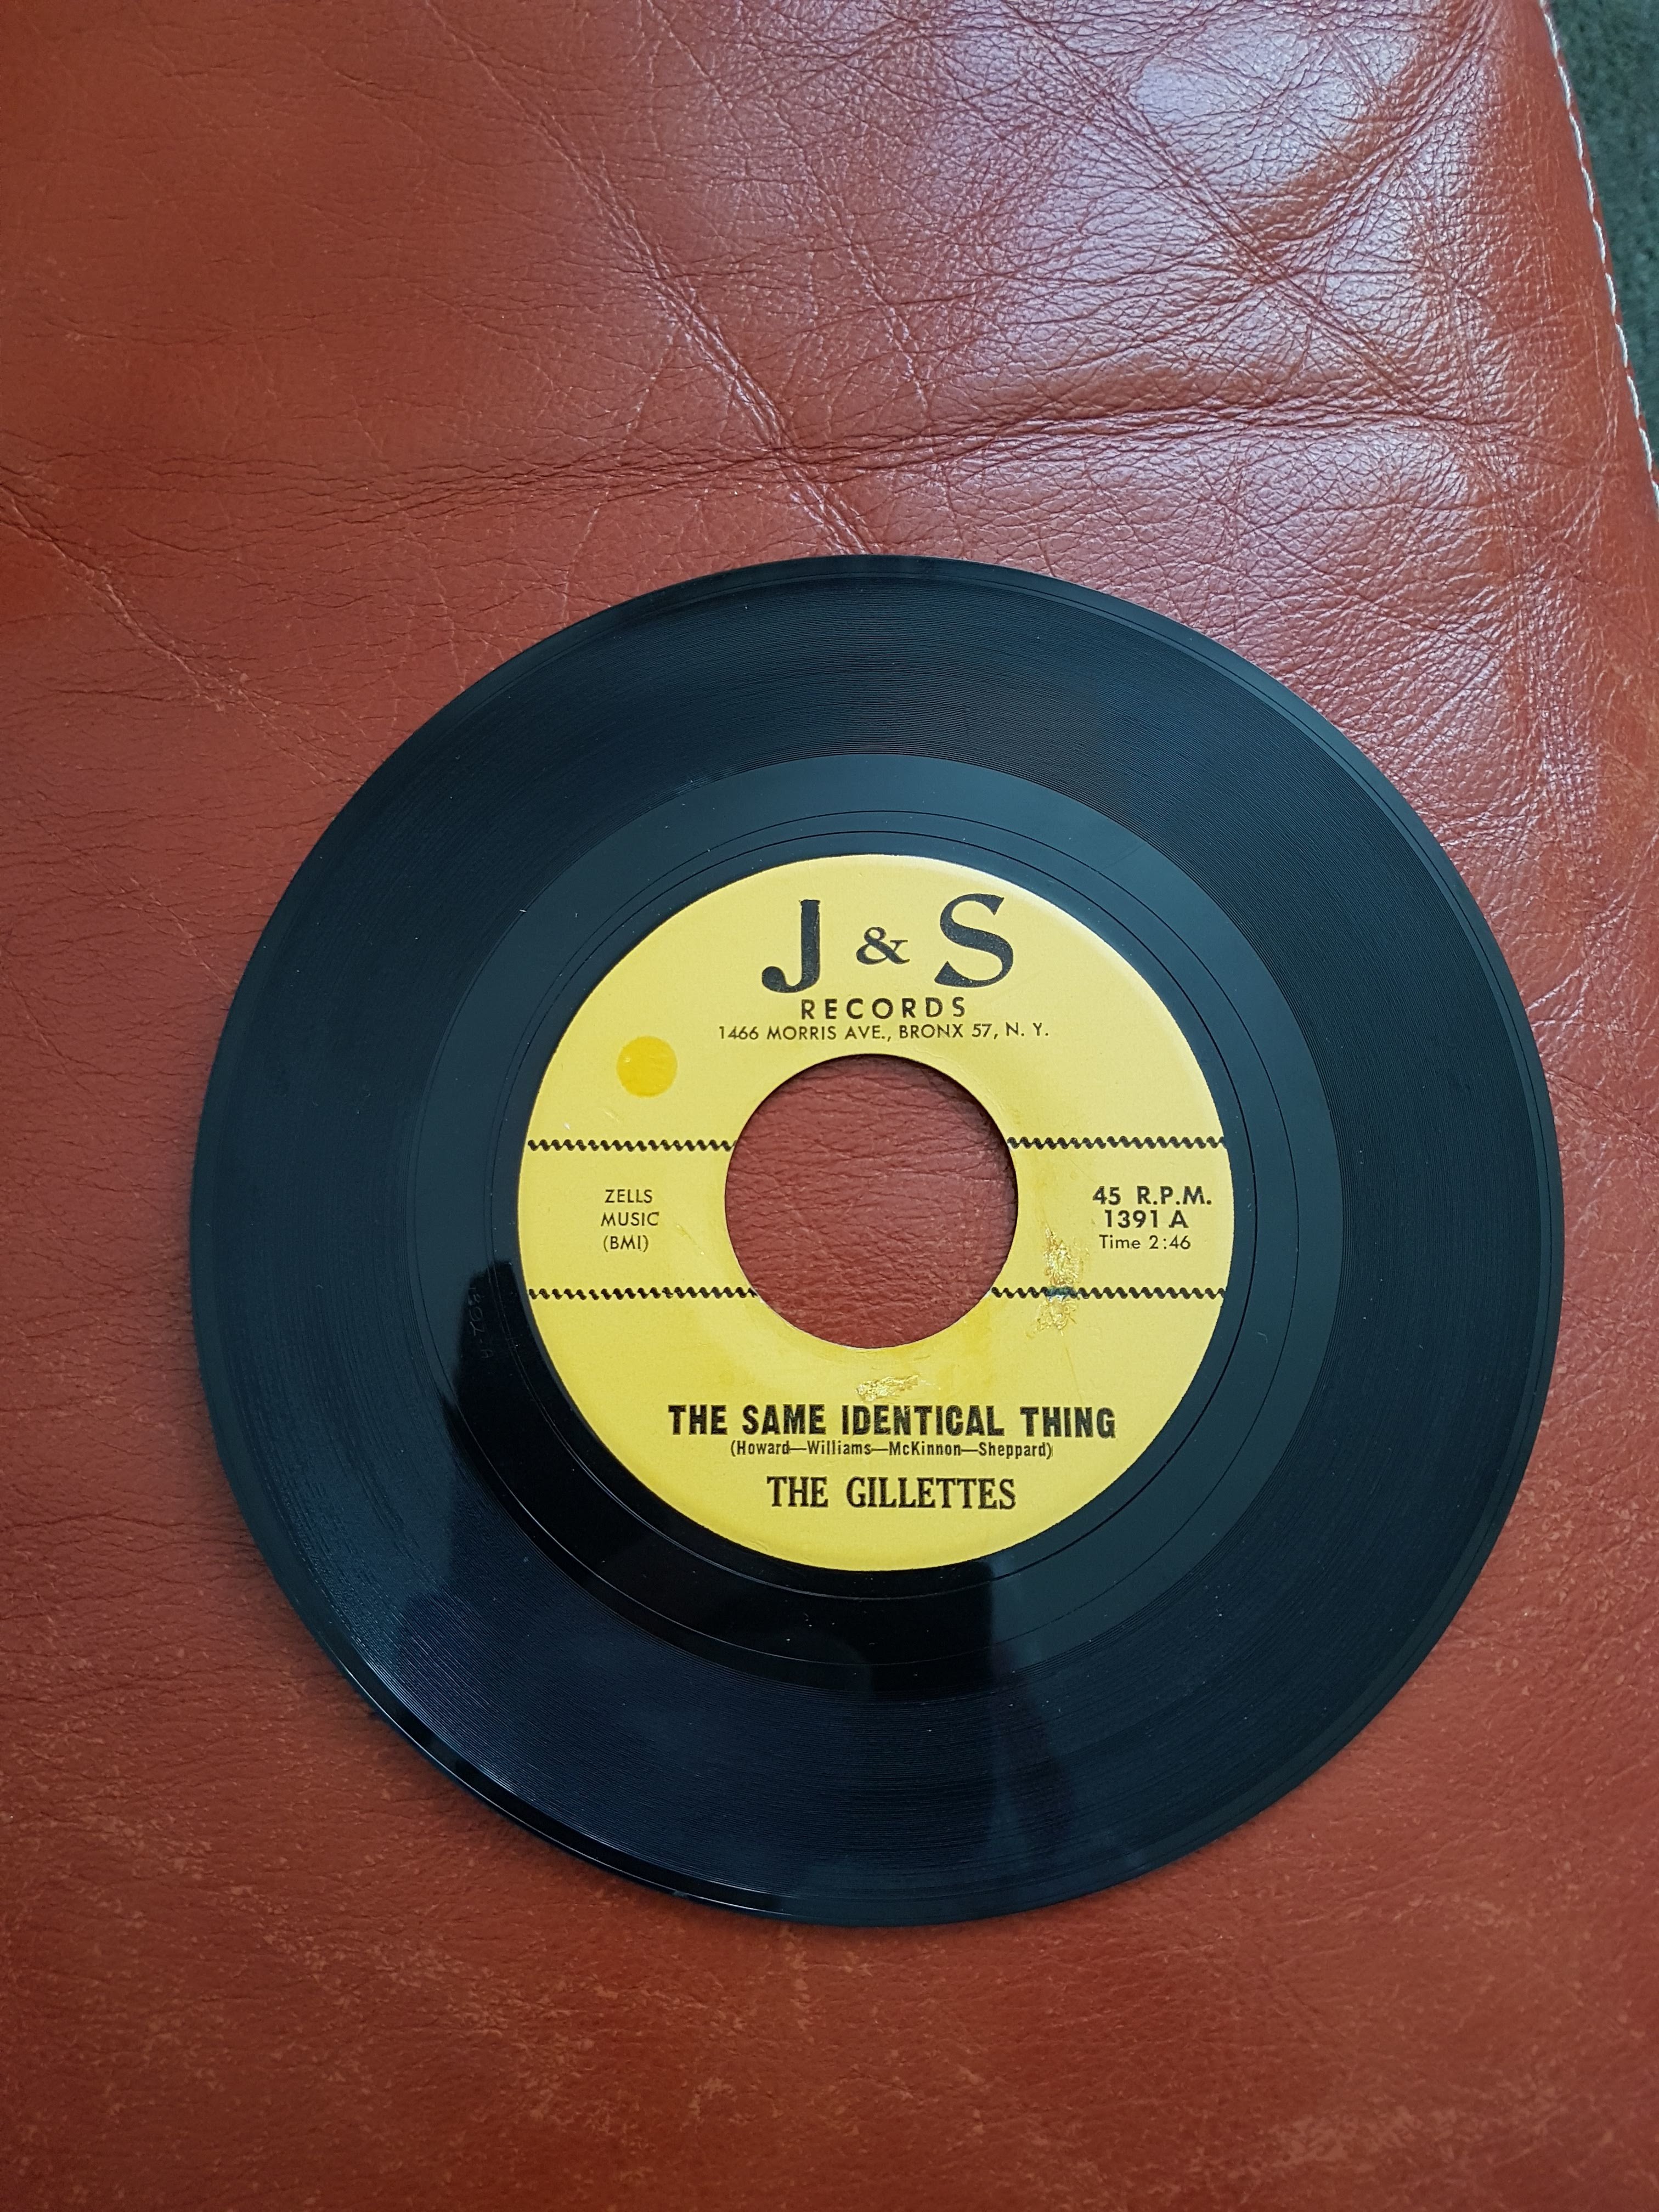 J & S
RECORDS
1466 MORRIS AVE., BRONX 57, N. Y.
ZELLS
MUSIC
(BMI)
45 R.P.M.
1391 A
Time 2:46
THE SAME IDENTICAL THING
(Howard—Williams—McKinnon—Sheppard)
THE GILLETTES